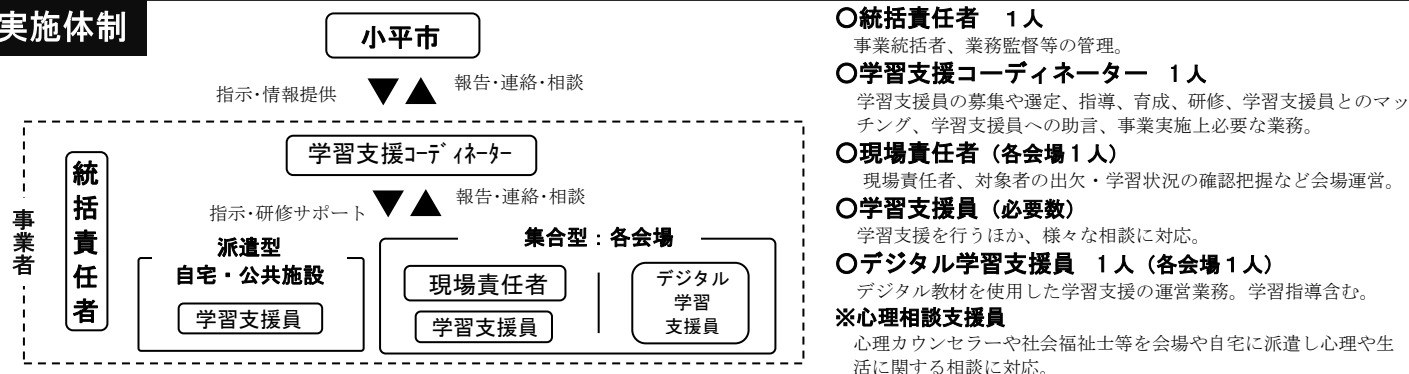 実施体制
小平市
指示・情報提供
▼▲
報告・連絡・相談
事業者
統括責任者
学習支援ｺｰﾃﾞｨﾈｰﾀｰ
指示・研修サポート
▼▲
報告・連絡・相談
派遣型
自宅・公共施設
学習支援員
集合型：各会場
現場責任者
学習支援員
デジタル
学習
支援員
〇統括責任者　1人
事業統括者、業務監督等の管理。
〇学習支援コーディネーター　1人
学習支援員の募集や選定、指導、育成、研修、学習支援員とのマッ
チング、学習支援員への助言、事業実施上必要な業務。
〇現場責任者（各会場１人）
現場責任者、対象者の出欠・学習状況の確認把握など会場運営。
〇学習支援員（必要数）
学習支援を行うほか、様々な相談に対応。
〇デジタル学習支援員　1人（各会場１人）
デジタル教材を使用した学習支援の運営業務。学習指導含む。
※心理相談支援員
心理カウンセラーや社会福祉士等を会場や自宅に派遣し心理や生
活に関する相談に対応。